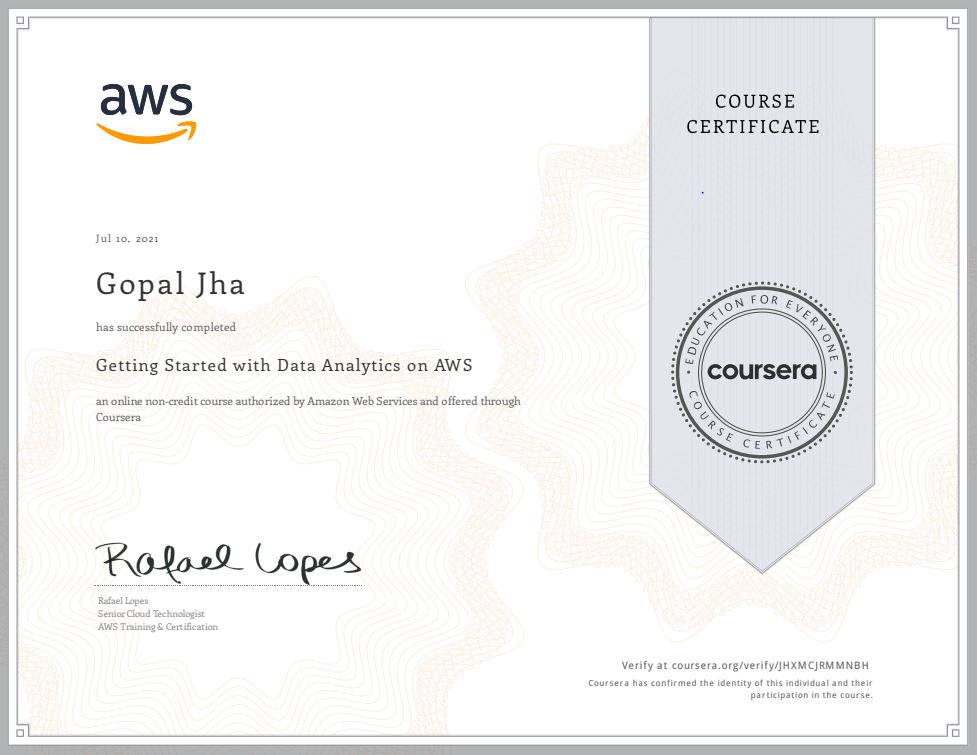 aws
COURSE
CERTIFICATE
Jul 10, 2021
Gopal Jha
has successfully completed
Getting Started with Data Analytics on AWS
an online non-credit course authorized by Amazon Web Services and offered through
Coursera
EDUCATION FOR EVERYONE
coursera
COURSE CERTIFICATE
Rafael Lopes
Rafael Lopes
Senior Cloud Technologist
AWS Training & Certification
Verify at coursera.org/verify/JHXMCJRMMNBH
Coursera has confirmed the identity of this individual and their
participation in the course.